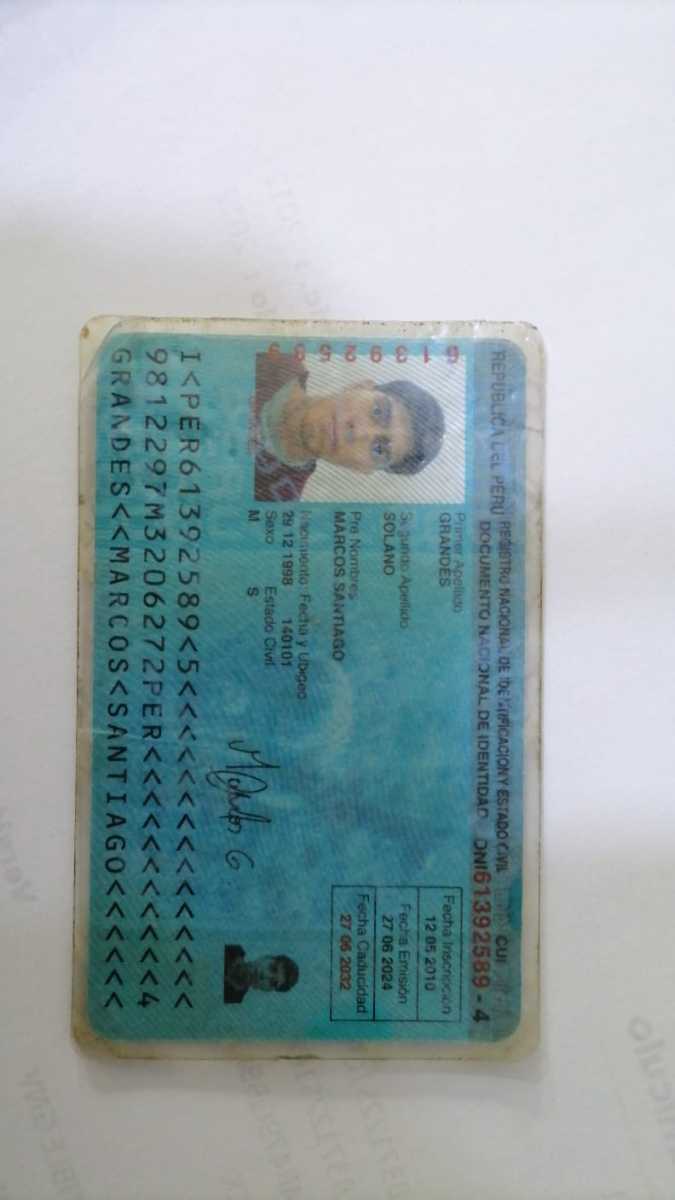 REPUBLICA DEL PERU REGISTRO NACIONAL DE IDENTIFICACION Y ESTADO CIVIL
DOCUMENTO NACIONAL DE IDENTIDAD DNI 61392589 - 4
CUI
Primer Apellido
GRANDES
Segundo Apellido
SOLANO
Pre Nombres
MARCOS SANTIAGO
Nacimiento: Fecha y Ubigeo
29 12 1998 140101
Sexo Estado Civil
M S
Fecha Inscripción
12 05 2010
Fecha Emisión
27 06 2024
Fecha Caducidad
27 06 2032
I<PER61392589<5<<<<<<<<<<<<<<<
9812297M3206272PER<<<<<<<<<<<4
GRANDES<<MARCOS<SANTIAGO<<<<<<